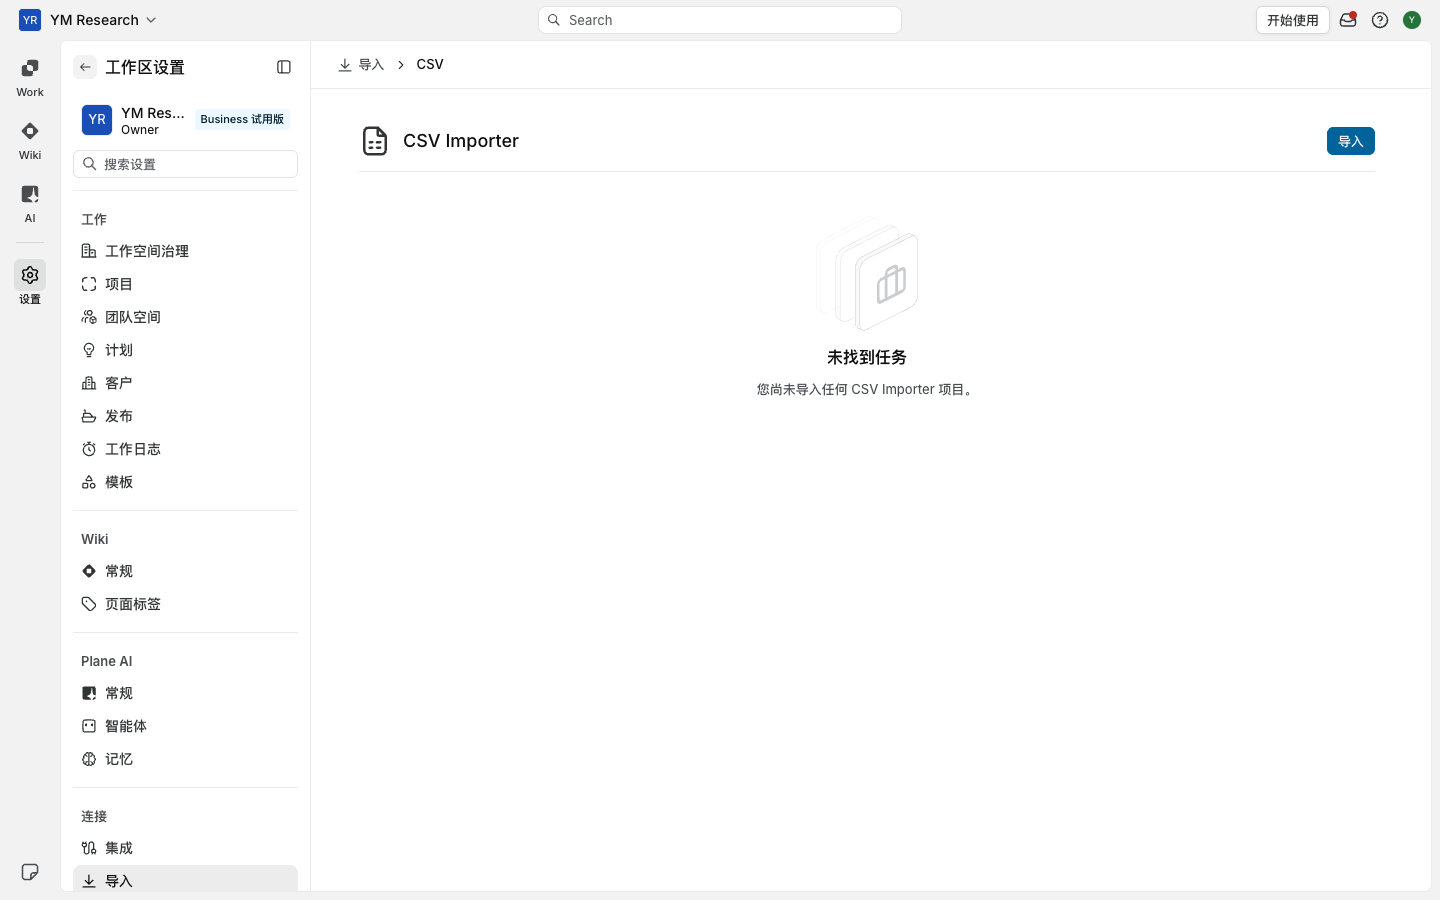 YR YM Research
Search
开始使用
Y
Work
Wiki
AI
设置
工作区设置
YR
YM Res...
Owner
Business 试用版
搜索设置
工作
工作空间治理
项目
团队空间
计划
客户
发布
工作日志
模板
Wiki
常规
页面标签
Plane AI
常规
智能体
记忆
连接
集成
导入
导入 > CSV
CSV Importer
导入
未找到任务
您尚未导入任何 CSV Importer 项目。